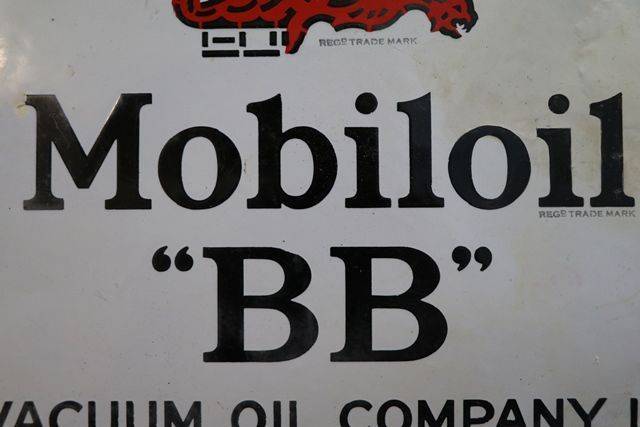 REGD TRADE MARK
Mobiloil
REGD TRADE MARK
“BB”
VACUUM OIL COMPANY